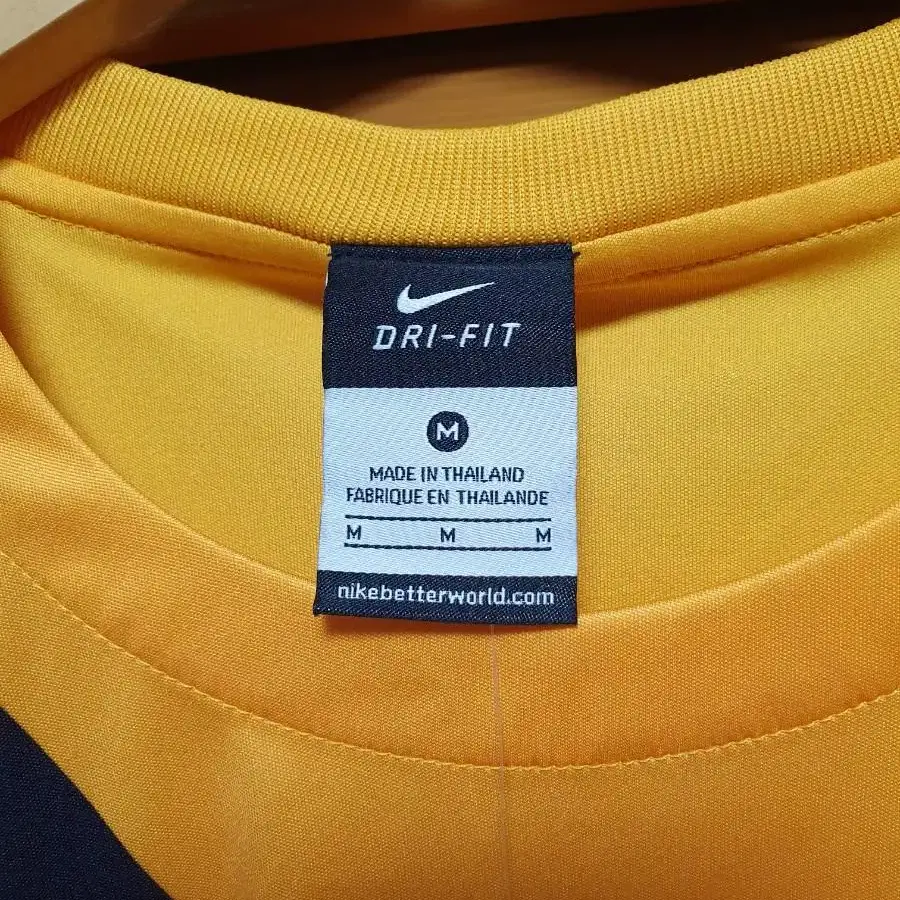 DRI-FIT
M
MADE IN THAILAND
FABRIQUE EN THAILANDE
M M M
nikebetterworld.com